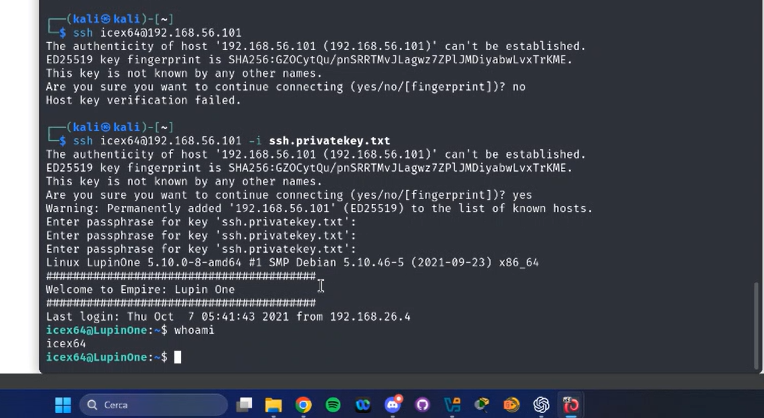 ┌──(kali㉿kali)-[~]
└─$ ssh icex64@192.168.56.101
The authenticity of host '192.168.56.101 (192.168.56.101)' can't be established.
ED25519 key fingerprint is SHA256:GZOCytQu/pnSRRTMvJLagwz7ZPlJMDiyabwLvxTrKME.
This key is not known by any other names.
Are you sure you want to continue connecting (yes/no/[fingerprint])? no
Host key verification failed.
┌──(kali㉿kali)-[~]
└─$ ssh icex64@192.168.56.101 -i ssh.privatekey.txt
The authenticity of host '192.168.56.101 (192.168.56.101)' can't be established.
ED25519 key fingerprint is SHA256:GZOCytQu/pnSRRTMvJLagwz7ZPlJMDiyabwLvxTrKME.
This key is not known by any other names.
Are you sure you want to continue connecting (yes/no/[fingerprint])? yes
Warning: Permanently added '192.168.56.101' (ED25519) to the list of known hosts.
Enter passphrase for key 'ssh.privatekey.txt':
Enter passphrase for key 'ssh.privatekey.txt':
Enter passphrase for key 'ssh.privatekey.txt':
Linux LupinOne 5.10.0-8-amd64 #1 SMP Debian 5.10.46-5 (2021-09-23) x86_64
########################################
Welcome to Empire: Lupin One
########################################
Last login: Thu Oct  7 05:41:43 2021 from 192.168.26.4
icex64@LupinOne:~$ whoami
icex64
icex64@LupinOne:~$
Cerca